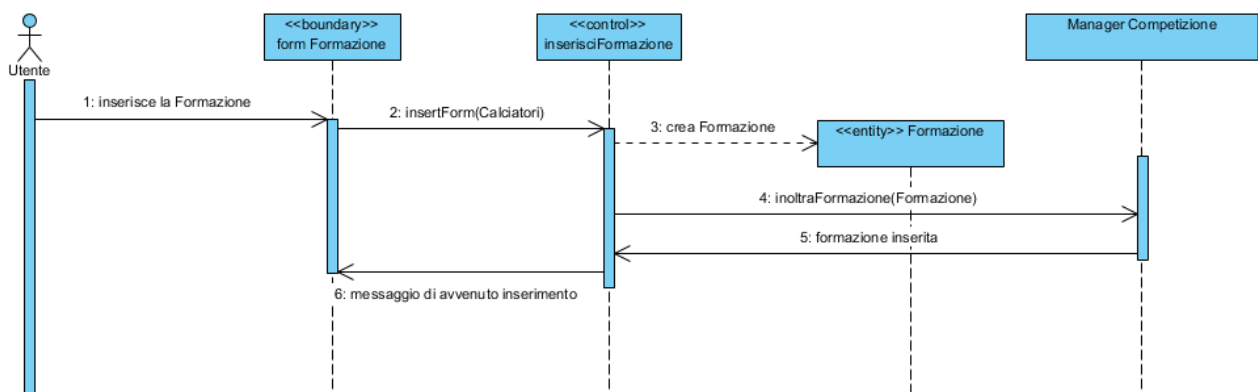 <<boundary>>
form Formazione
<<control>>
inserisciFormazione
Manager Competizione
Utente
1: inserisce la Formazione
2: insertForm(Calciatori)
3: crea Formazione
<<entity>> Formazione
4: inoltraFormazione(Formazione)
5: formazione inserita
6: messaggio di avvenuto inserimento